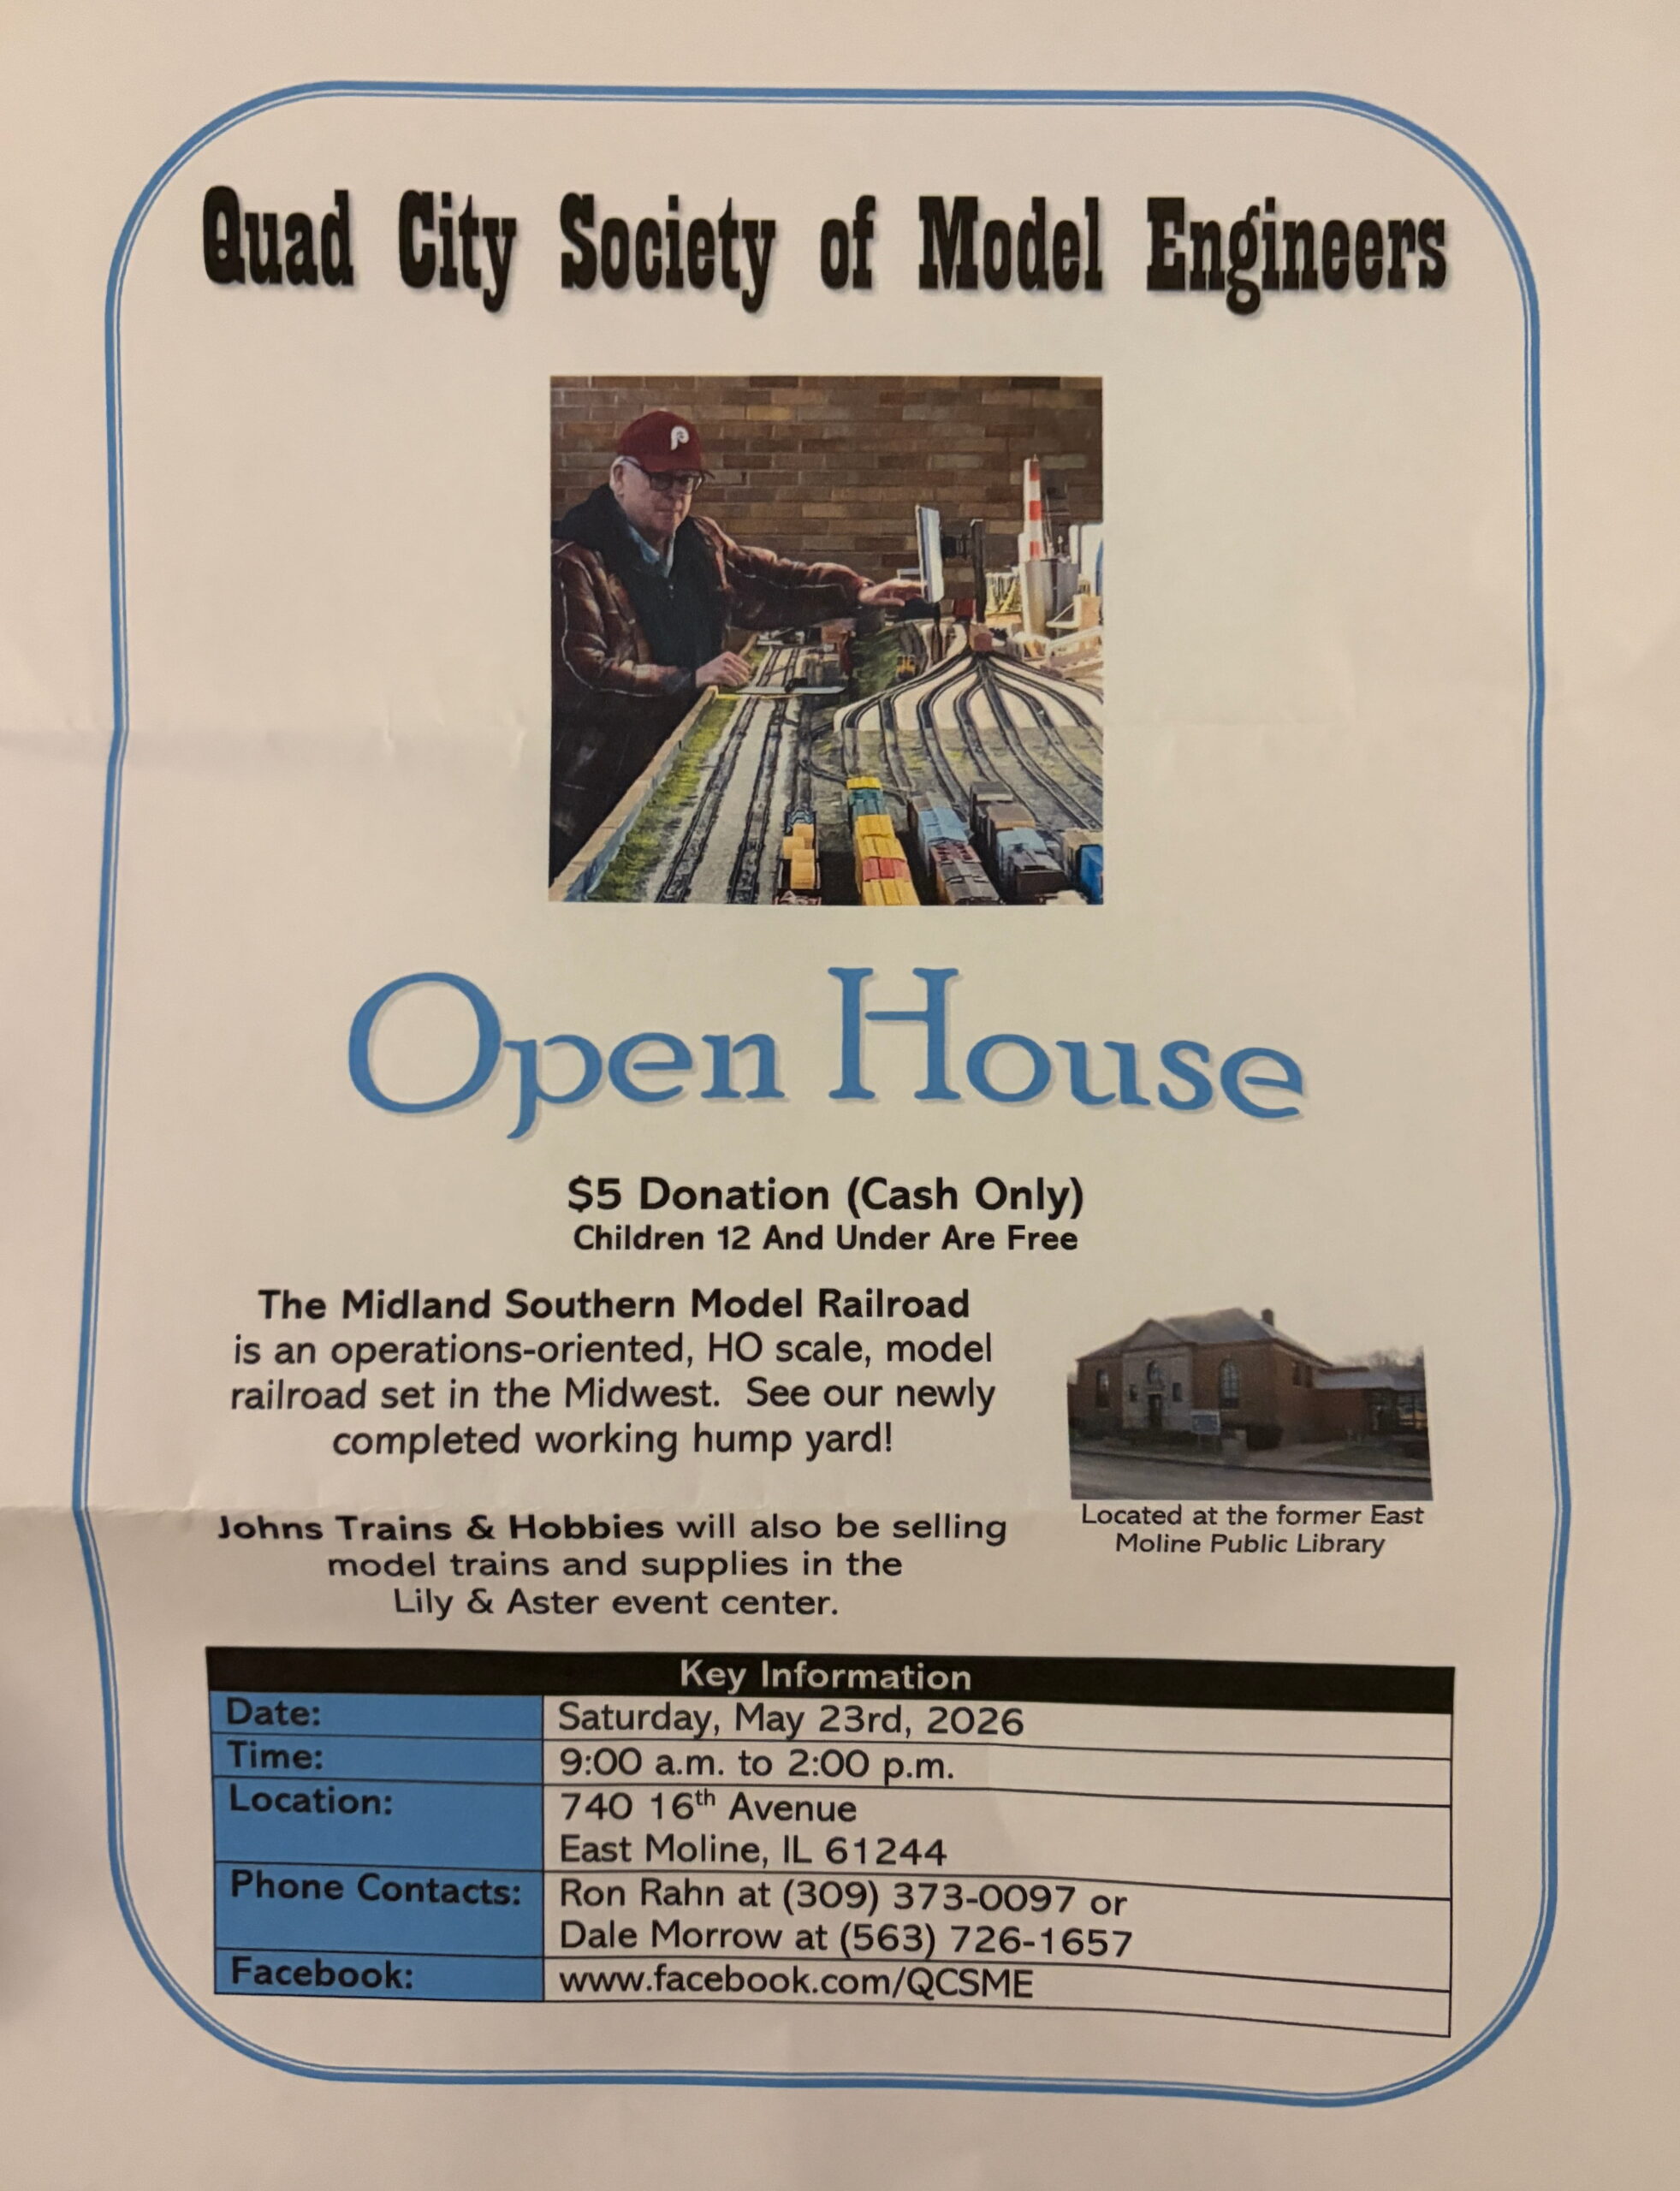 Quad City Society of Model Engineers
P
Open House
$5 Donation (Cash Only)
Children 12 And Under Are Free
The Midland Southern Model Railroad
is an operations-oriented, HO scale, model
railroad set in the Midwest. See our newly
completed working hump yard!
Located at the former East
Moline Public Library
Johns Trains & Hobbies will also be selling
model trains and supplies in the
Lily & Aster event center.
Key Information
Date: Saturday, May 23rd, 2026
Time: 9:00 a.m. to 2:00 p.m.
Location: 740 16th Avenue
East Moline, IL 61244
Phone Contacts: Ron Rahn at (309) 373-0097 or
Dale Morrow at (563) 726-1657
Facebook: www.facebook.com/QCSME